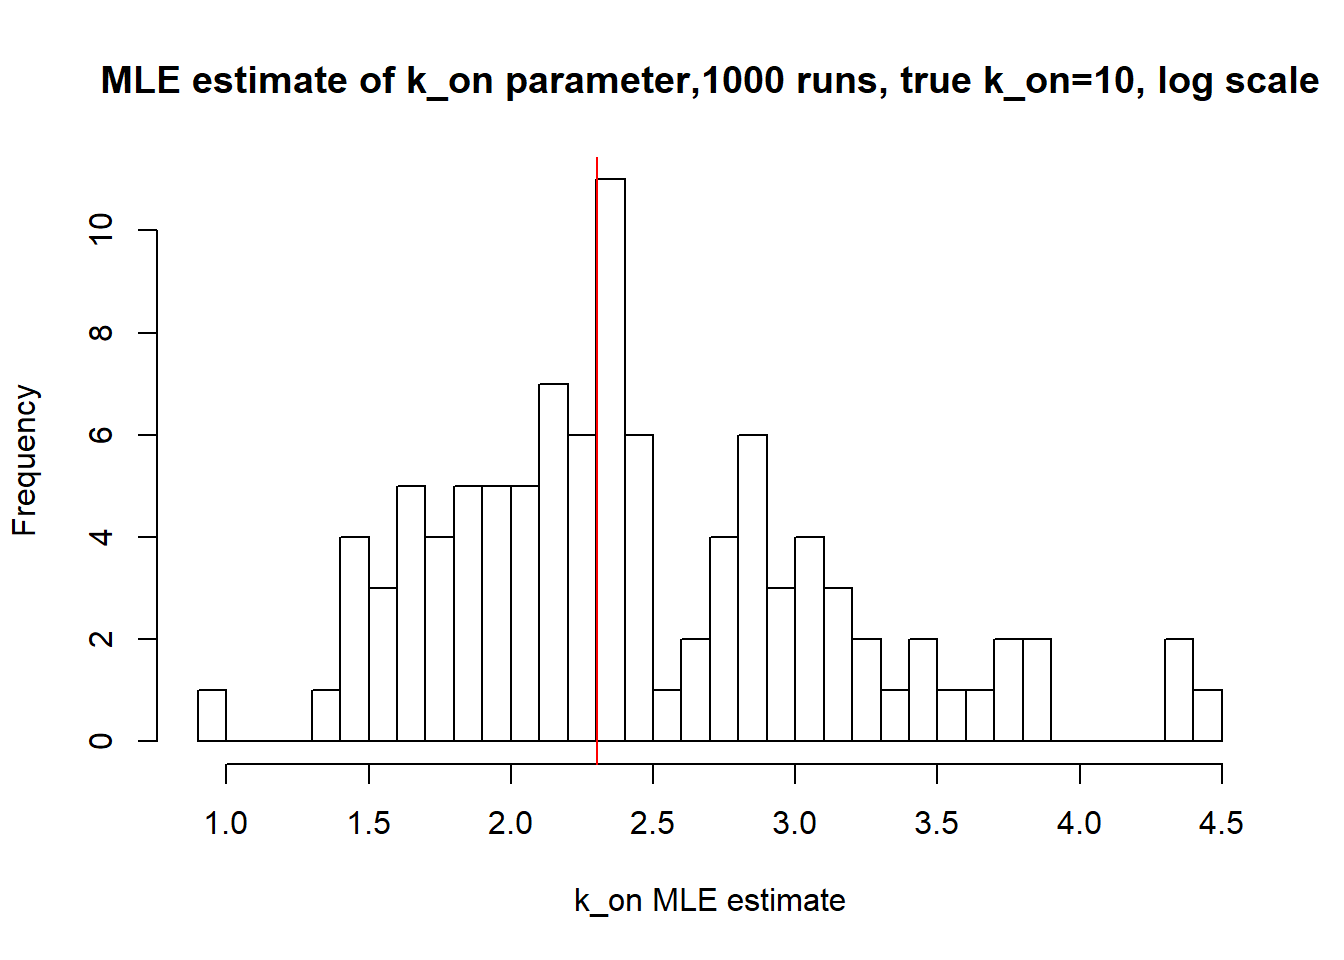 MLE estimate of k_on parameter,1000 runs, true k_on=10, log scale
Frequency
10
8
6
4
2
0
1.0 1.5 2.0 2.5 3.0 3.5 4.0 4.5
k_on MLE estimate